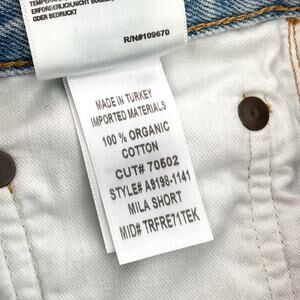 ERFORDERLICH,NICHT
ODER BEDRUCKT
R/N#109670
MADE IN TURKEY
IMPORTED MATERIALS
100 % ORGANIC
COTTON
CUT# 70502
STYLE# A9198-1141
MILA SHORT
MID# TRFRE71TEK